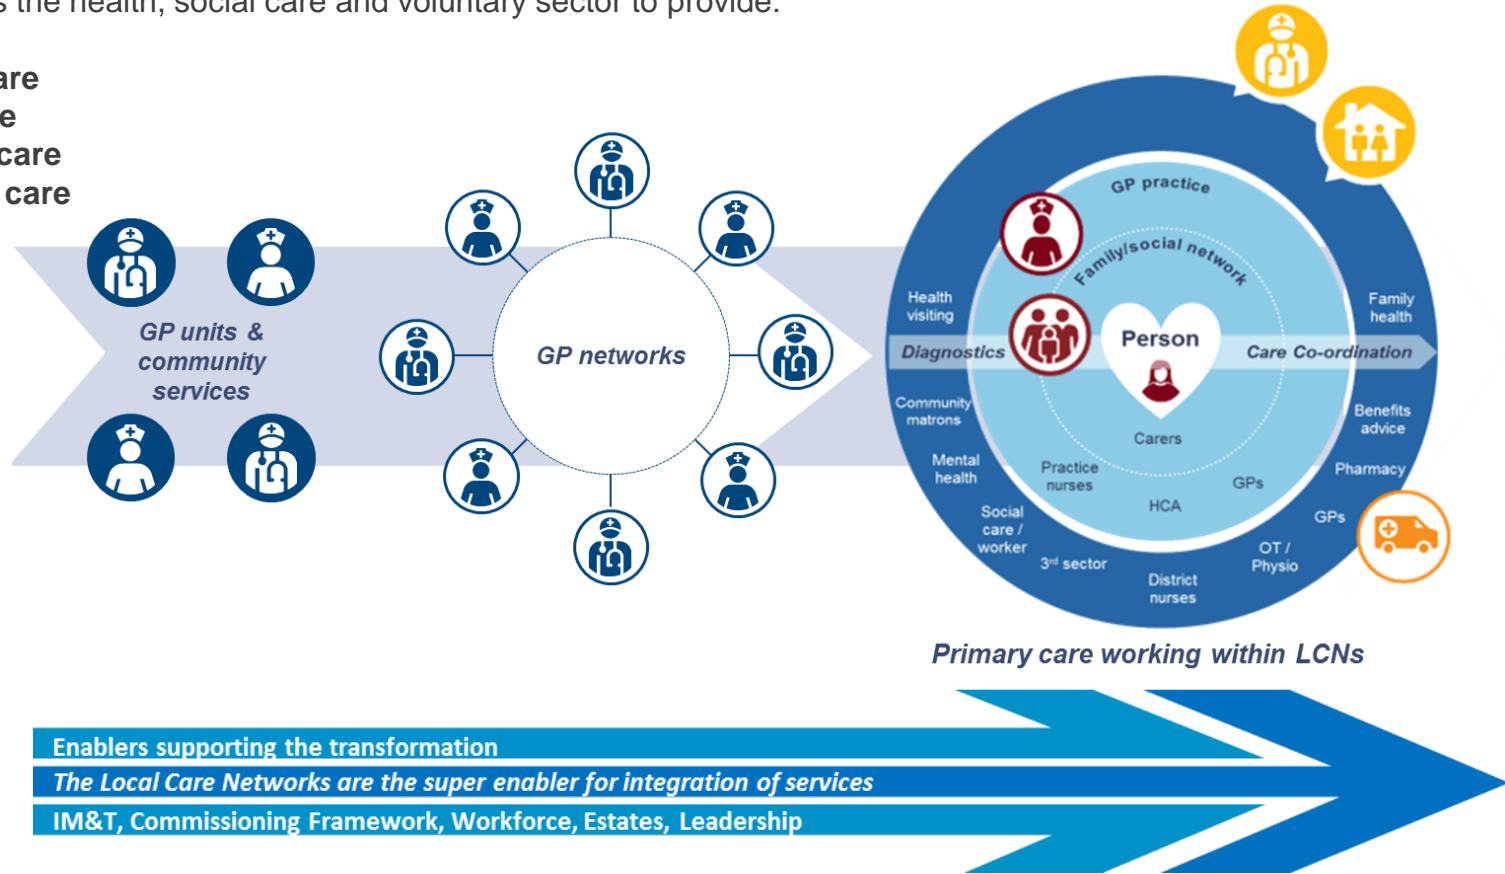 the health, social care and voluntary sector to provide:
care
GP units &
community
services
GP networks
GP practice
Family/social network
Person
Carers
Practice
nurses
HCA
GPs
Health
visiting
Diagnostics
Community
matrons
Mental
health
Social
care /
worker
3rd sector
District
nurses
OT /
Physio
GPs
Pharmacy
Benefits
advice
Care Co-ordination
Family
health
Primary care working within LCNs
Enablers supporting the transformation
The Local Care Networks are the super enabler for integration of services
IM&T, Commissioning Framework, Workforce, Estates, Leadership